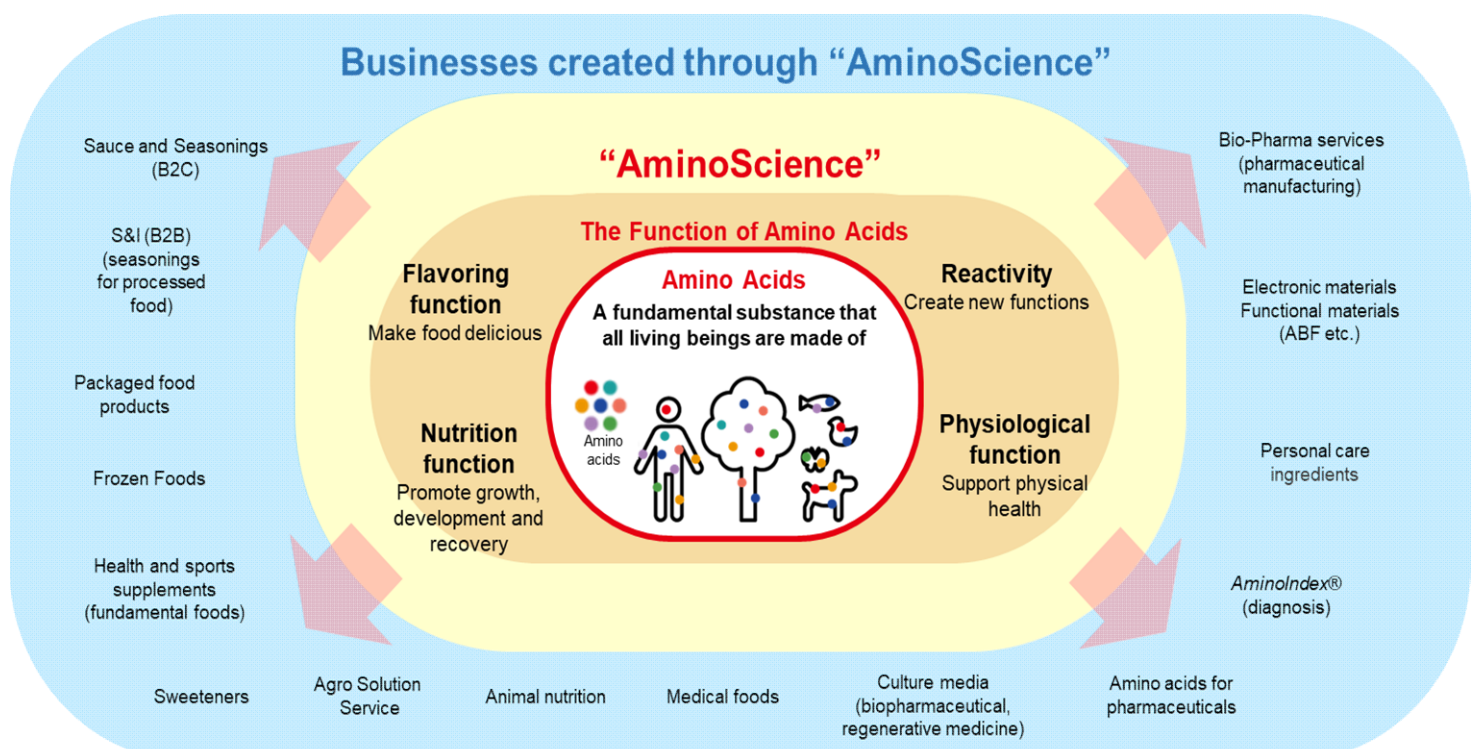 Businesses created through “AminoScience”
“AminoScience”
The Function of Amino Acids
Flavoring
function
Make food delicious
Nutrition
function
Promote growth,
development and
recovery
Amino Acids
A fundamental substance that
all living beings are made of
Amino
acids
Reactivity
Create new functions
Physiological
function
Support physical
health
Sauce and Seasonings
(B2C)
S&I (B2B)
(seasonings
for processed
food)
Packaged food
products
Frozen Foods
Health and sports
supplements
(fundamental foods)
Sweeteners
Agro Solution
Service
Animal nutrition
Medical foods
Culture media
(biopharmaceutical,
regenerative medicine)
Amino acids for
pharmaceuticals
Bio-Pharma services
(pharmaceutical
manufacturing)
Electronic materials
Functional materials
(ABF etc.)
Personal care
ingredients
AminoIndex®
(diagnosis)